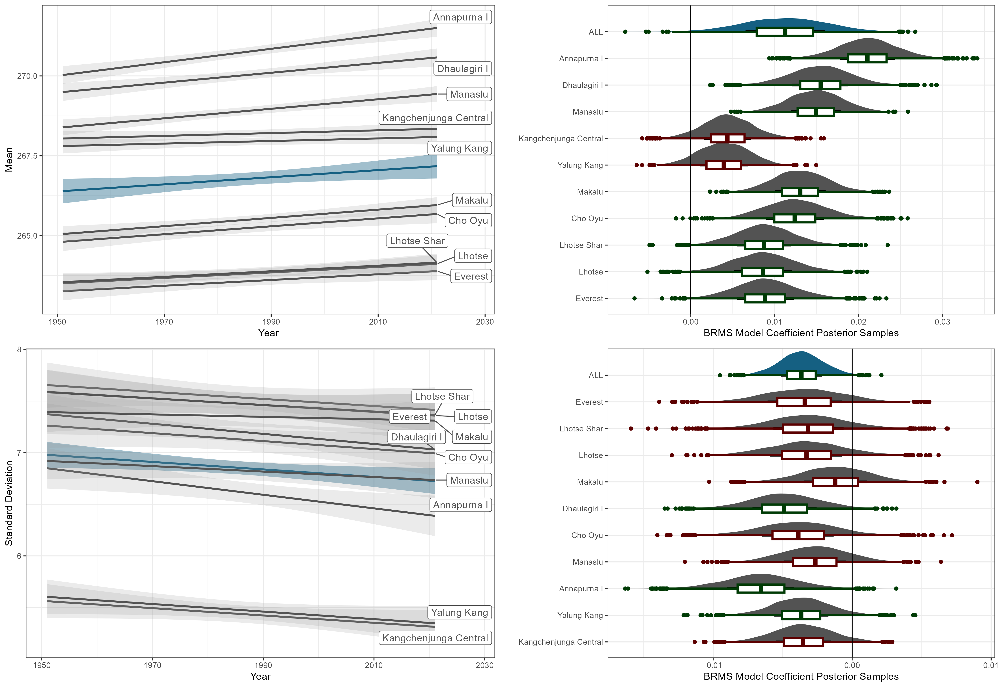 Annapurna I
Dhaulagiri I
Manaslu
Kangchenjunga Central
Yalung Kang
Makalu
Cho Oyu
Lhotse Shar
Lhotse
Everest
270.0
267.5
265.0
Mean
1950
1970
1990
2010
2030
Year
ALL
Annapurna I
Dhaulagiri I
Manaslu
Kangchenjunga Central
Yalung Kang
Makalu
Cho Oyu
Lhotse Shar
Lhotse
Everest
0.00
0.01
0.02
0.03
BRMS Model Coefficient Posterior Samples
8
7
6
Standard Deviation
Lhotse Shar
Everest
Lhotse
Dhaulagiri I
Makalu
Cho Oyu
Manaslu
Annapurna I
Yalung Kang
Kangchenjunga Central
1950
1970
1990
2010
2030
Year
ALL
Everest
Lhotse Shar
Lhotse
Makalu
Dhaulagiri I
Cho Oyu
Manaslu
Annapurna I
Yalung Kang
Kangchenjunga Central
-0.01
0.00
0.01
BRMS Model Coefficient Posterior Samples